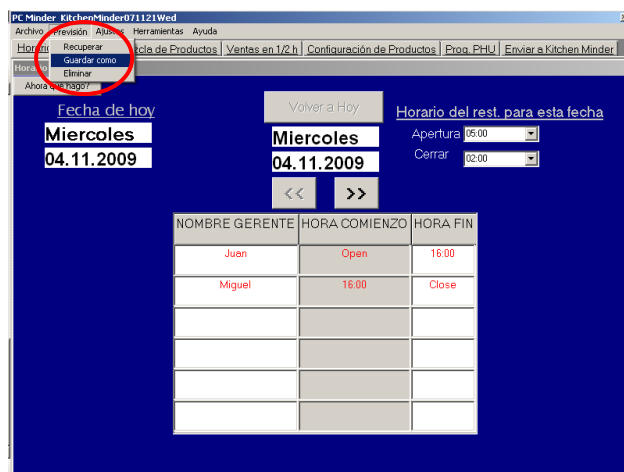 PC Minder KitchenMinder071121Wed
Archivo Previsión Ajustes Herramientas Ayuda
Recuperar
Guardar como
Eliminar
de Productos Ventas en 1/2 h Configuración de Productos Prog. PHU Enviar a Kitchen Minder
Horario
Ahora que hago?
Fecha de hoy
Miercoles
04.11.2009
Volver a Hoy
Miercoles
04.11.2009
<< >>
Horario del rest. para esta fecha
Apertura 05:00
Cerrar 02:00
NOMBRE GERENTE HORA COMIENZO HORA FIN
Juan Open 16:00
Miguel 16:00 Close